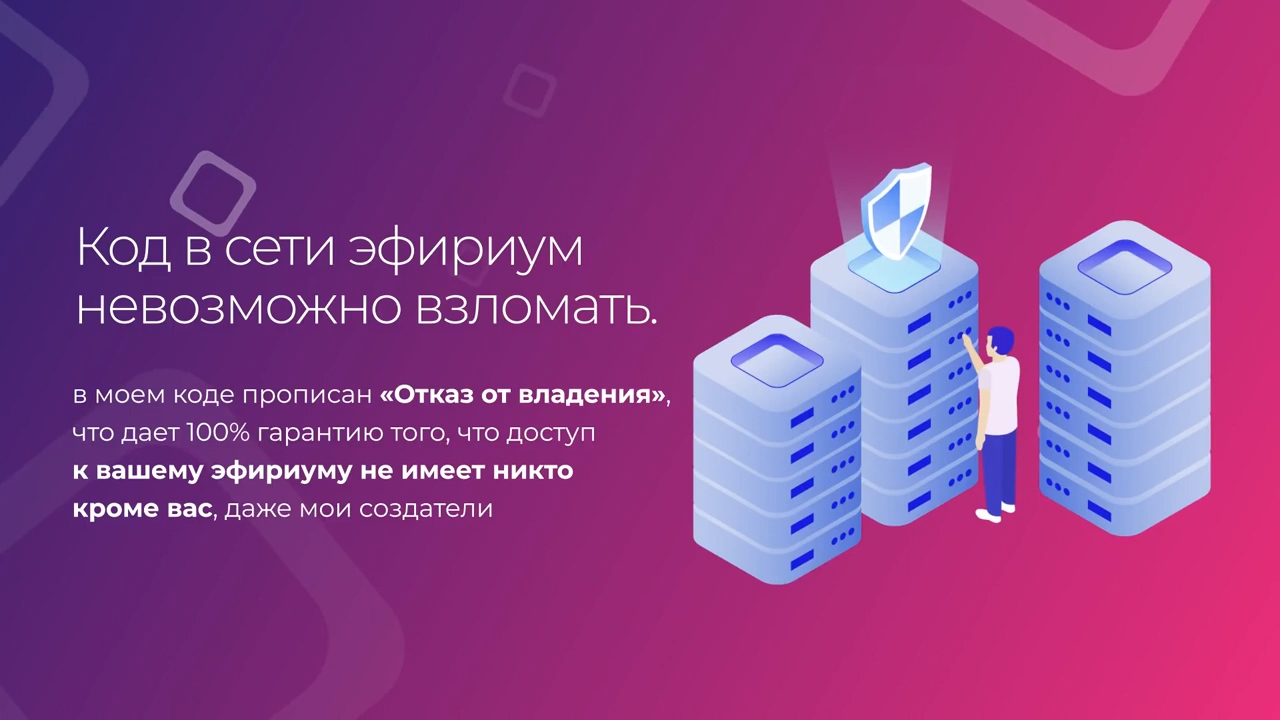 Код в сети эфириум
невозможно взломать.
в моем коде прописан «Отказ от владения»,
что дает 100% гарантию того, что доступ
к вашему эфириуму не имеет никто
кроме вас, даже мои создатели